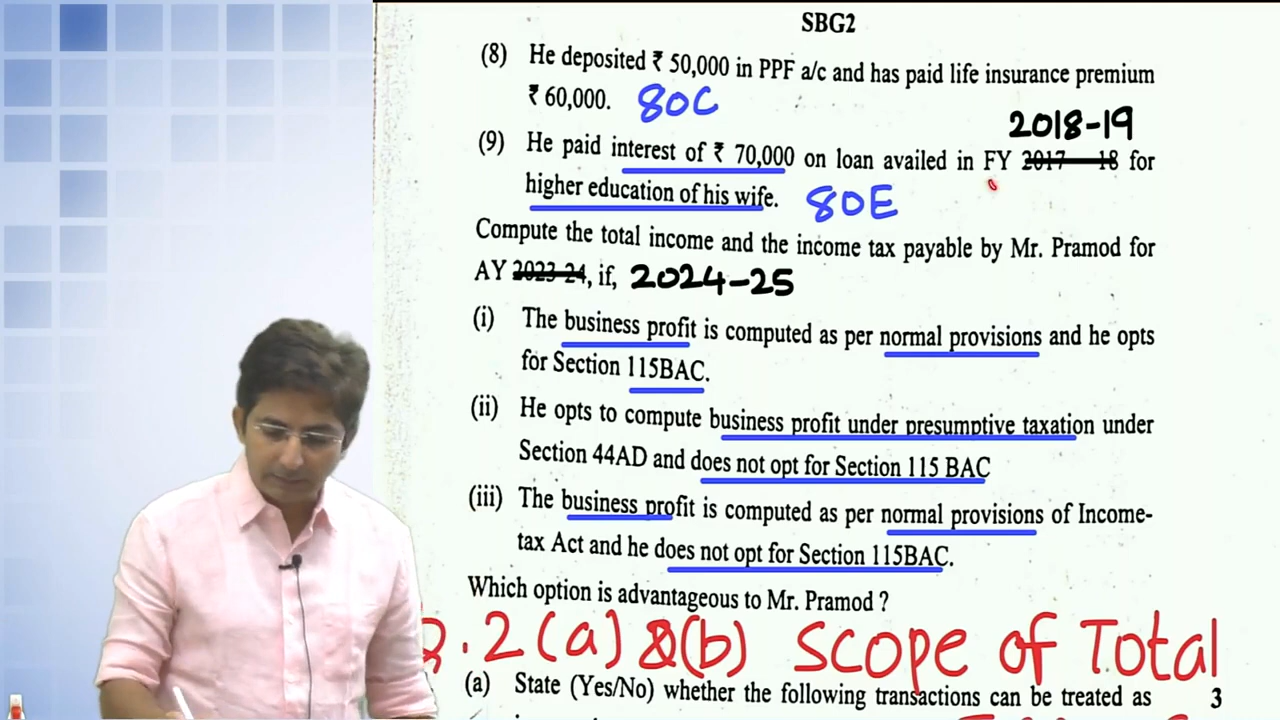 SBG2
(8) He deposited ₹ 50,000 in PPF a/c and has paid life insurance premium
₹ 60,000. 80C
2018-19
(9) He paid interest of ₹ 70,000 on loan availed in FY 2017 – 18 for
higher education of his wife. 80E
Compute the total income and the income tax payable by Mr. Pramod for
AY 2023-24, if, 2024-25
(i) The business profit is computed as per normal provisions and he opts
for Section 115BAC.
(ii) He opts to compute business profit under presumptive taxation under
Section 44AD and does not opt for Section 115 BAC
(iii) The business profit is computed as per normal provisions of Income-
tax Act and he does not opt for Section 115BAC.
Which option is advantageous to Mr. Pramod ?
.2(a) &(b) Scope of Total
(a) State (Yes/No) whether the following transactions can be treated as 3